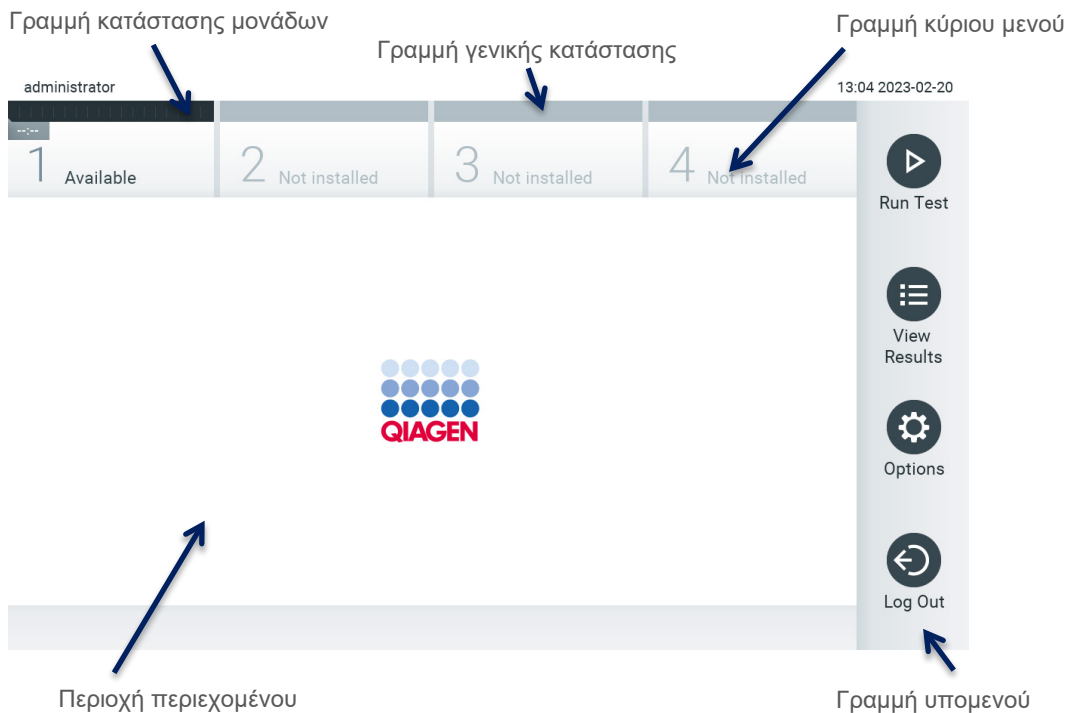 Γραμμή κατάστασης μονάδων
Γραμμή κύριου μενού
Γραμμή γενικής κατάστασης
administrator
13:04 2023-02-20
--:--
1 Available
2 Not installed
3 Not installed
4 Not installed
Run Test
View
Results
QIAGEN
Options
Log Out
Περιοχή περιεχομένου
Γραμμή υπομενού